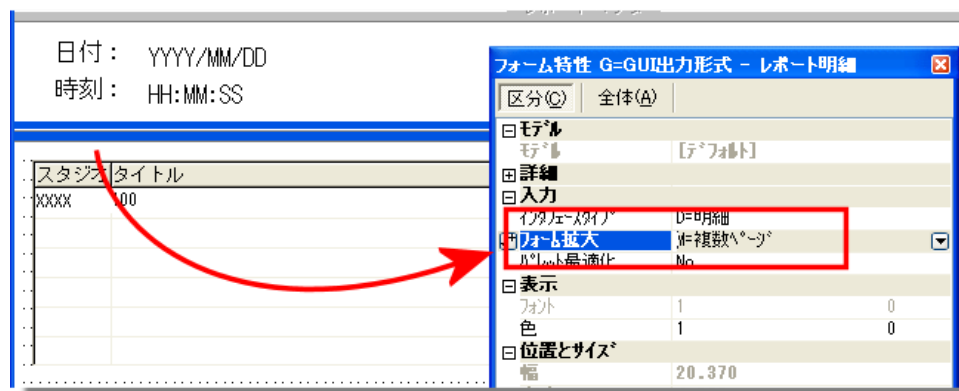 日付： YYYY/MM/DD
時刻： HH:MM:SS
スタジオ タイトル
XXXX 100
フォーム特性 G=GUI出力形式 - レポート明細
区分(C) 全体(A)
モデル
モデル [デフォルト]
詳細
入力
インタフェースタイプ D=明細
フォーム拡大 M=複数ページ
パレット最適化 No
表示
フォント 1 0
色 1 0
位置とサイズ
幅 20.370